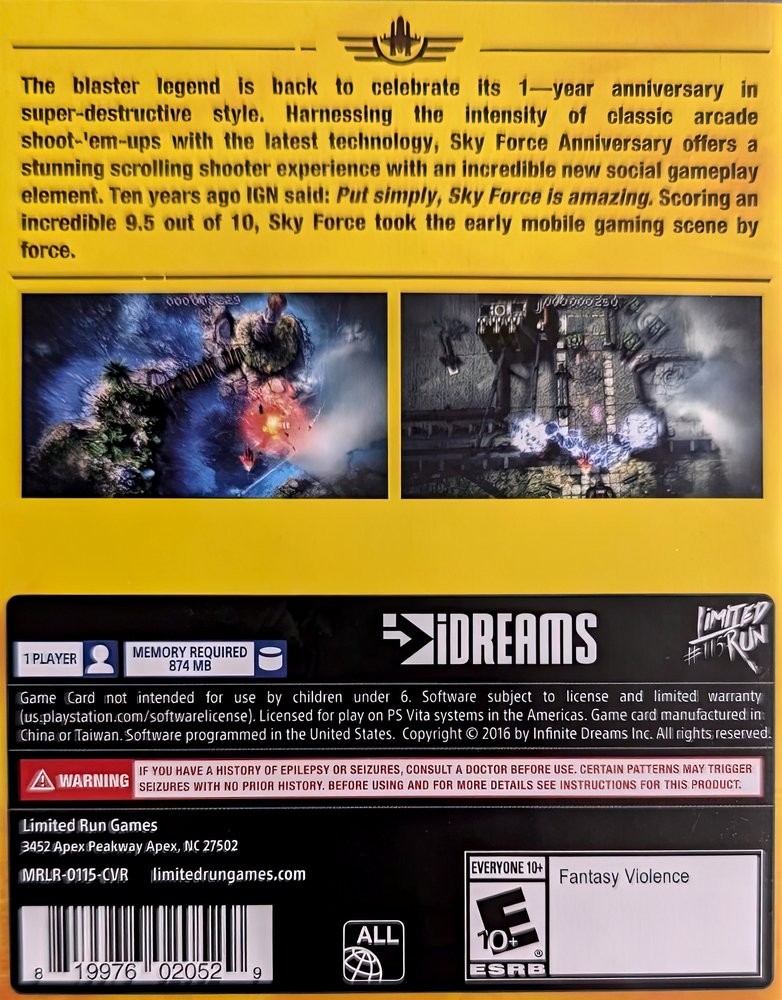 The blaster legend is back to celebrate its 1—year anniversary in
super-destructive style. Harnessing the intensity of classic arcade
shoot-'em-ups with the latest technology, Sky Force Anniversary offers a
stunning scrolling shooter experience with an incredible new social gameplay
element. Ten years ago IGN said: Put simply, Sky Force is amazing. Scoring an
incredible 9.5 out of 10, Sky Force took the early mobile gaming scene by
force.
000000250
1 PLAYER
MEMORY REQUIRED
874 MB
iDREAMS
LIMITED
RUN
#115
Game Card not intended for use by children under 6. Software subject to license and limited warranty
(us.playstation.com/softwarelicense). Licensed for play on PS Vita systems in the Americas. Game card manufactured in
China or Taiwan. Software programmed in the United States. Copyright © 2016 by Infinite Dreams Inc. All rights reserved.
WARNING
IF YOU HAVE A HISTORY OF EPILEPSY OR SEIZURES, CONSULT A DOCTOR BEFORE USE. CERTAIN PATTERNS MAY TRIGGER
SEIZURES WITH NO PRIOR HISTORY. BEFORE USING AND FOR MORE DETAILS SEE INSTRUCTIONS FOR THIS PRODUCT.
Limited Run Games
3452 Apex Peakway Apex, NC 27502
MRLR-0115-CVR limitedrungames.com
8 19976 02052 9
ALL
EVERYONE 10+
E
10+
®
ESRB
Fantasy Violence